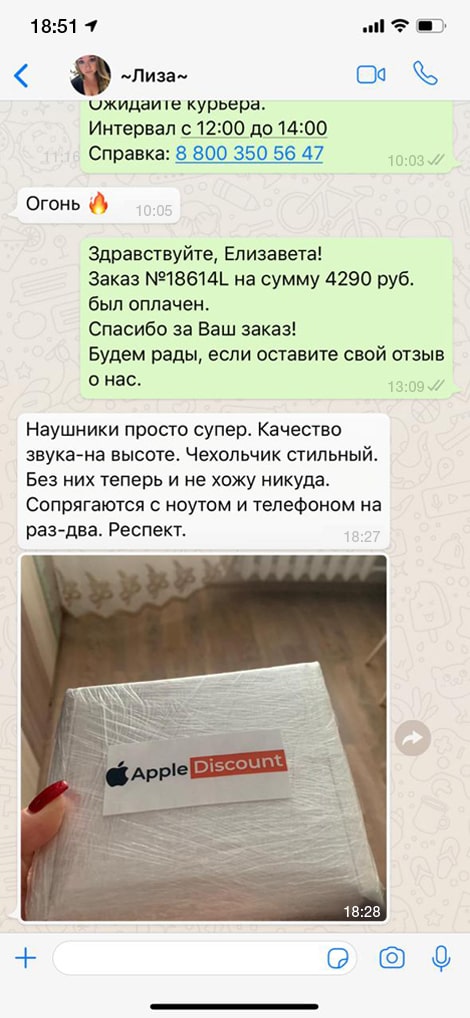 18:51
~Лиза~
Ожидайте курьера.
Интервал с 12:00 до 14:00
11:16
Справка: 8 800 350 56 47
10:03
Огонь 🔥
10:05
Здравствуйте, Елизавета!
Заказ №18614L на сумму 4290 руб.
был оплачен.
Спасибо за Ваш заказ!
Будем рады, если оставите свой отзыв
о нас.
13:09
Наушники просто супер. Качество
звука-на высоте. Чехольчик стильный.
Без них теперь и не хожу никуда.
Сопрягаются с ноутом и телефоном на
раз-два. Респект.
18:27
Apple Discount
18:28